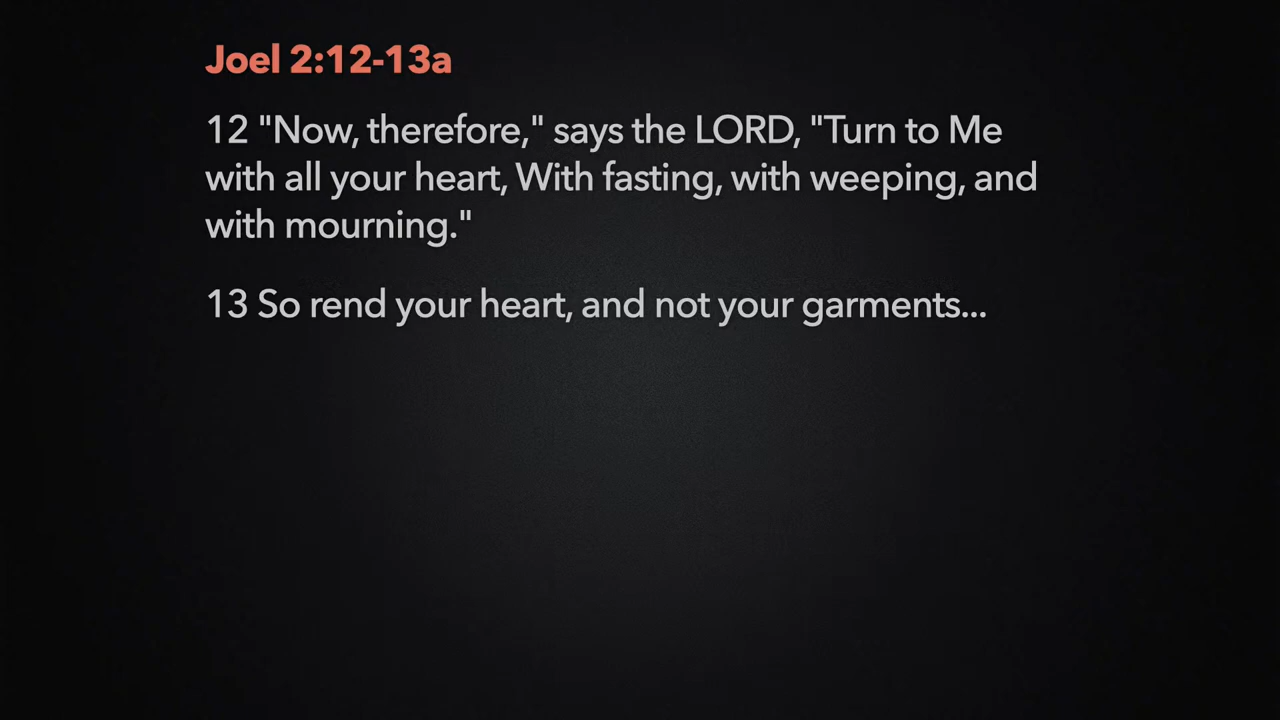 Joel 2:12-13a
12 "Now, therefore," says the LORD, "Turn to Me
with all your heart, With fasting, with weeping, and
with mourning."
13 So rend your heart, and not your garments...